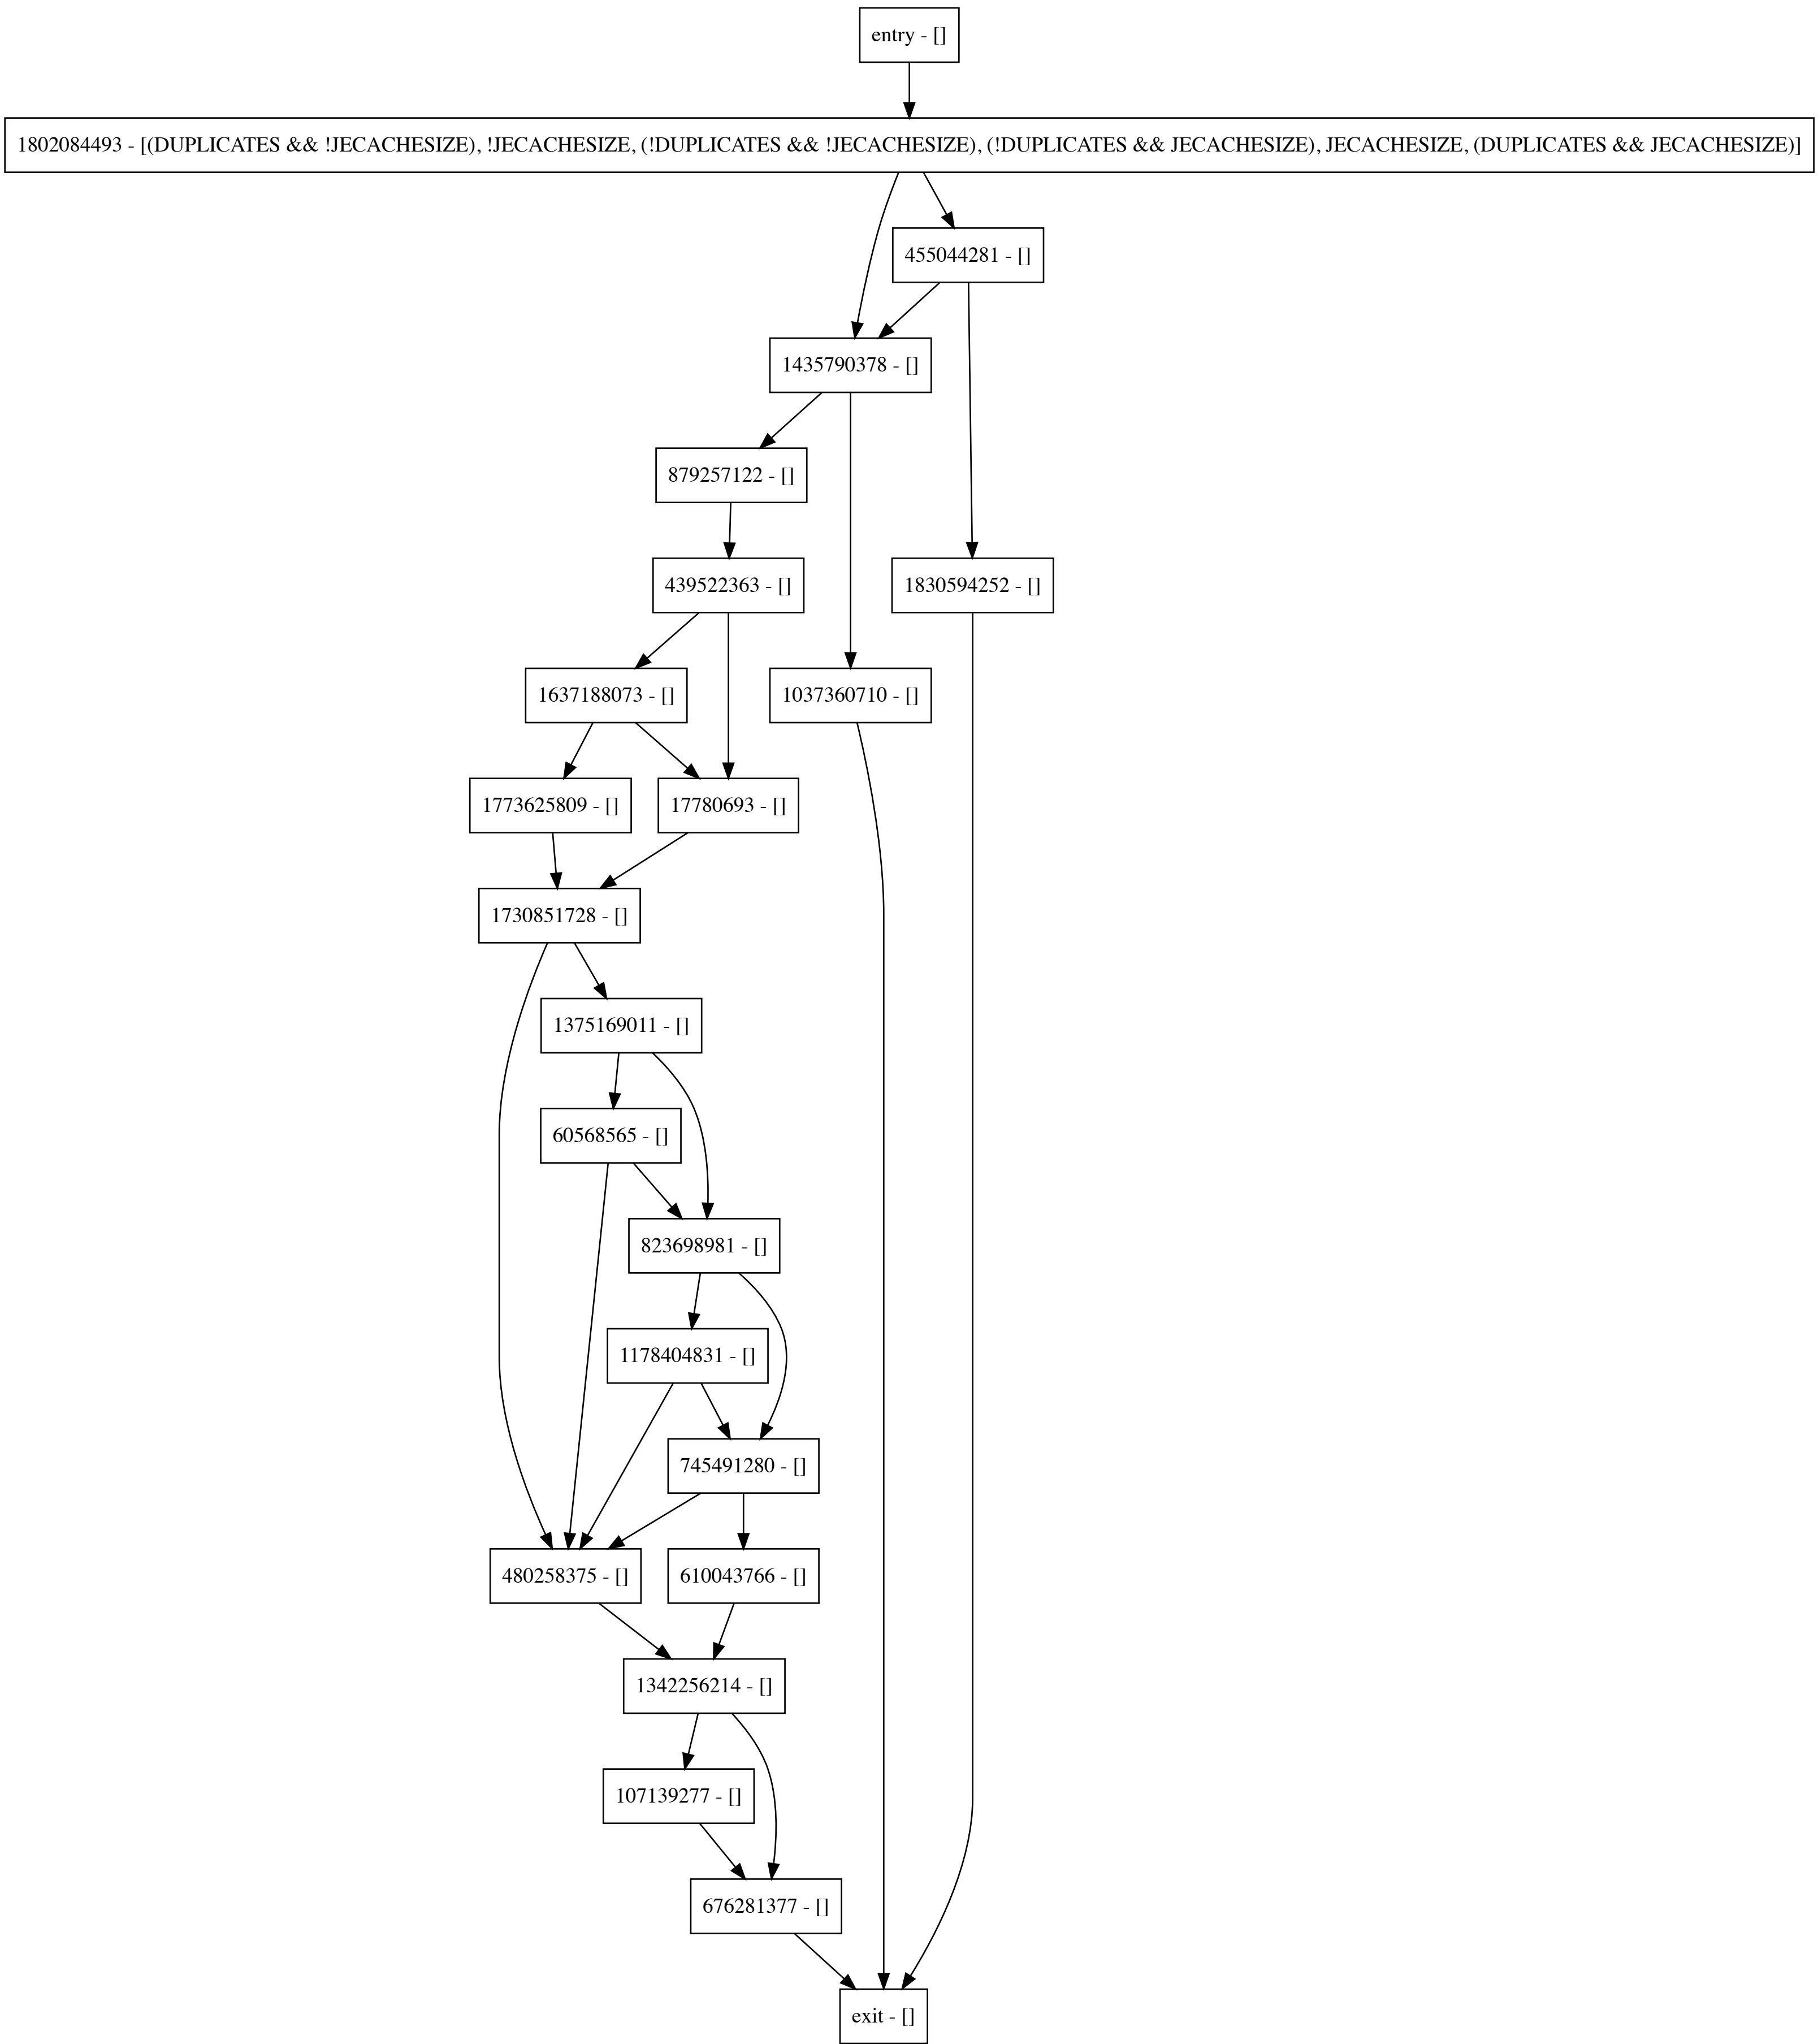 entry - []
1802084493 - [(DUPLICATES && !JECACHESIZE), !JECACHESIZE, (!DUPLICATES && !JECACHESIZE), (!DUPLICATES && JECACHESIZE), JECACHESIZE, (DUPLICATES && JECACHESIZE)]
455044281 - []
1435790378 - []
879257122 - []
439522363 - []
1830594252 - []
1637188073 - []
1037360710 - []
1773625809 - []
17780693 - []
1730851728 - []
1375169011 - []
60568565 - []
823698981 - []
1178404831 - []
745491280 - []
480258375 - []
610043766 - []
1342256214 - []
107139277 - []
676281377 - []
exit - []